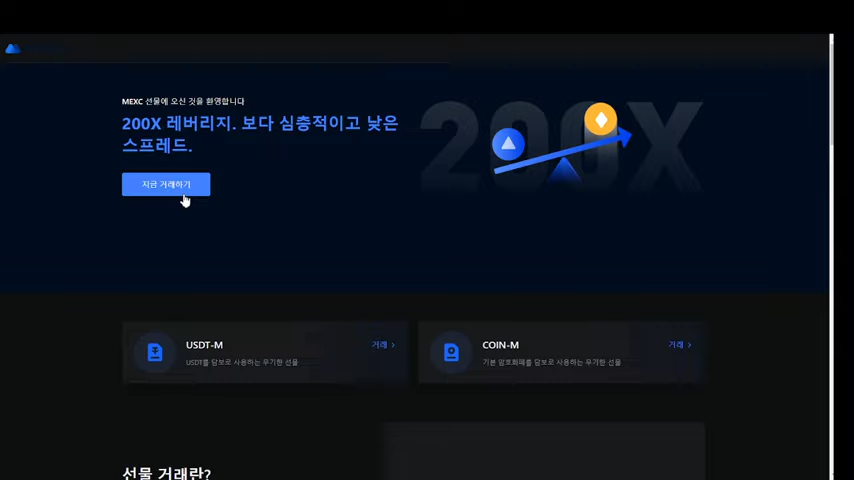 MEXC 선물에 오신 것을 환영합니다
200X 레버리지. 보다 심층적이고 낮은
스프레드.
200X
지금 거래하기
USDT-M
거래 >
USDT를 담보로 사용하는 무기한 선물
COIN-M
거래 >
기본 암호화폐를 담보로 사용하는 무기한 선물
선물 거래란?